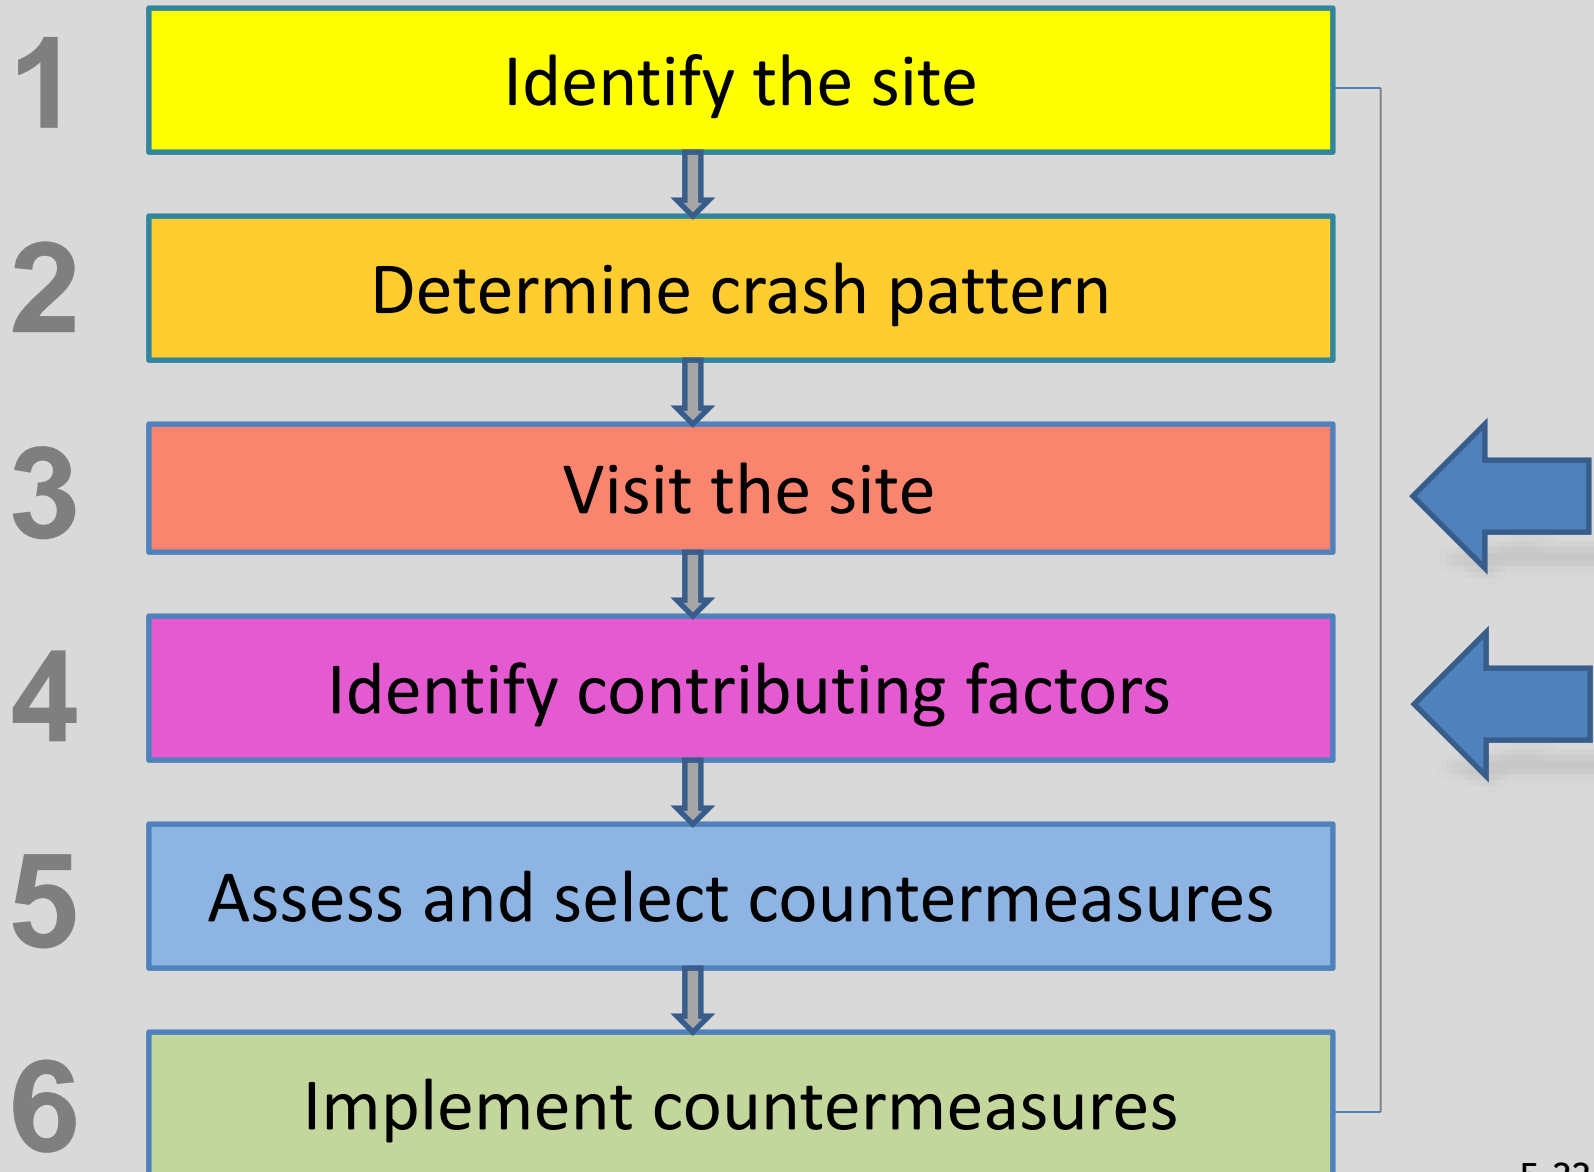 1
Identify the site
2
Determine crash pattern
3
Visit the site
4
Identify contributing factors
5
Assess and select countermeasures
6
Implement countermeasures